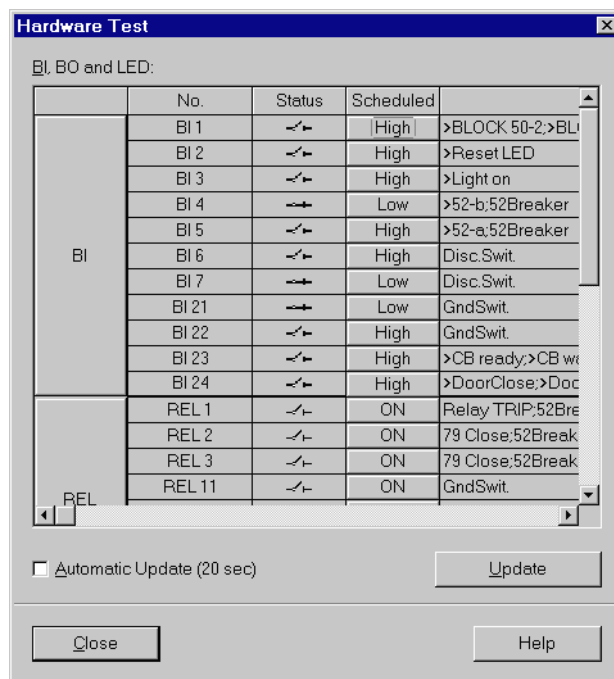 Hardware Test
BI, BO and LED:
No. Status Scheduled
BI 1 High >BLOCK 50-2;>BL
BI 2 High >Reset LED
BI 3 High >Light on
BI 4 Low >52-b;52Breaker
BI 5 High >52-a;52Breaker
BI BI 6 High Disc.Swit.
BI 7 Low Disc.Swit.
BI 21 Low GndSwit.
BI 22 High GndSwit.
BI 23 High >CB ready;>CB wa
BI 24 High >DoorClose;>Doo
REL 1 ON Relay TRIP;52Bre
REL 2 ON 79 Close;52Break
REL 3 ON 79 Close;52Break
REL REL 11 ON GndSwit.
Automatic Update (20 sec) Update
Close Help